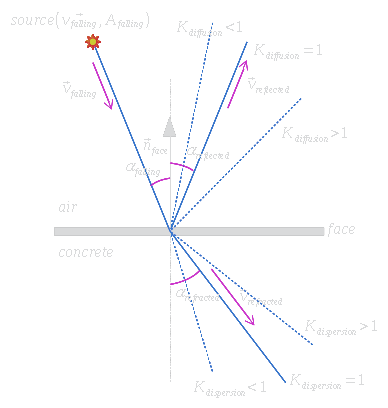 source(v⃗falling, Afalling)
Kdiffusion<1
Kdiffusion=1
v⃗falling
v⃗reflected
Kdiffusion>1
n⃗face
αreflected
αfalling
air
face
concrete
αrefracted
v⃗refracted
Kdispersion>1
Kdispersion=1
Kdispersion<1